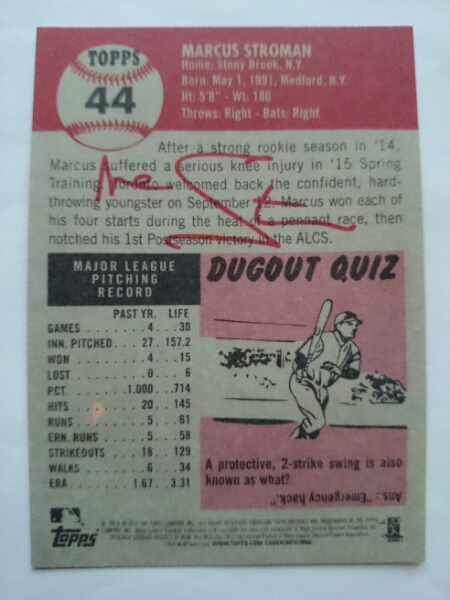 TOPPS
44
MARCUS STROMAN
Home: Stony Brook, N.Y.
Born: May 1, 1991, Medford, N.Y.
Ht: 5'8" - Wt: 180
Throws: Right - Bats: Right
After a strong rookie season in '14,
Marcus suffered a serious knee injury in '15 Spring
Training. Toronto welcomed back the confident, hard-
throwing youngster on September 12. Marcus won each of
his four starts during the heat of a pennant race, then
notched his 1st Postseason victory in the ALCS.
MAJOR LEAGUE
PITCHING
RECORD
PAST YR. LIFE
GAMES . . . . . . . . 4 . . 30
INN. PITCHED . . . 27 . 157.2
WON . . . . . . . . . 4 . . 15
LOST . . . . . . . . . 0 . . . 6
PCT. . . . . . . . 1.000 . .714
HITS . . . . . . . . 20 . . 145
RUNS . . . . . . . . 5 . . 61
ERN. RUNS . . . . . 5 . . 58
STRIKEOUTS . . . 18 . . 129
WALKS . . . . . . . . 6 . . 34
ERA . . . . . . . 1.67 . . 3.31
DUGOUT QUIZ
A protective, 2-strike swing is also
known as what?
Ans.: "Emergency hack."
Topps